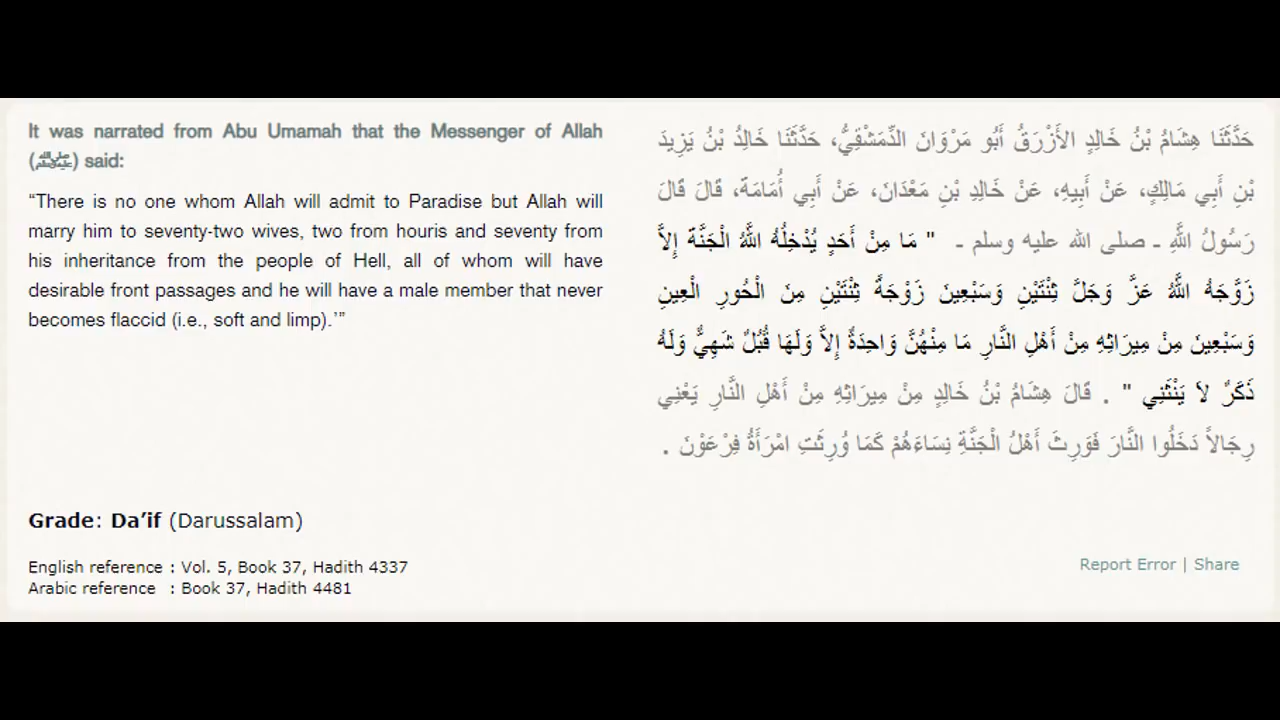 It was narrated from Abu Umamah that the Messenger of Allah
(ﷺ) said:
“There is no one whom Allah will admit to Paradise but Allah will
marry him to seventy-two wives, two from houris and seventy from
his inheritance from the people of Hell, all of whom will have
desirable front passages and he will have a male member that never
becomes flaccid (i.e., soft and limp).’”
حَدَّثَنَا هِشَامُ بْنُ خَالِدٍ الأَزْرَقُ أَبُو مَرْوَانَ الدِّمَشْقِيُّ، حَدَّثَنَا خَالِدُ بْنُ يَزِيدَ
بْنِ أَبِي مَالِكٍ، عَنْ أَبِيهِ، عَنْ خَالِدِ بْنِ مَعْدَانَ، عَنْ أَبِي أُمَامَةَ، قَالَ قَالَ
رَسُولُ اللَّهِ ـ صلى الله عليه وسلم ـ " مَا مِنْ أَحَدٍ يُدْخِلُهُ اللَّهُ الْجَنَّةَ إِلاَّ
زَوَّجَهُ اللَّهُ عَزَّ وَجَلَّ ثِنْتَيْنِ وَسَبْعِينَ زَوْجَةً ثِنْتَيْنِ مِنَ الْحُورِ الْعِينِ
وَسَبْعِينَ مِنْ مِيرَاثِهِ مِنْ أَهْلِ النَّارِ مَا مِنْهُنَّ وَاحِدَةٌ إِلاَّ وَلَهَا قُبُلٌ شَهِيٌّ وَلَهُ
ذَكَرٌ لاَ يَنْثَنِي " . قَالَ هِشَامُ بْنُ خَالِدٍ مِنْ مِيرَاثِهِ مِنْ أَهْلِ النَّارِ يَعْنِي
رِجَالاً دَخَلُوا النَّارَ فَوَرِثَ أَهْلُ الْجَنَّةِ نِسَاءَهُمْ كَمَا وُرِثَتِ امْرَأَةُ فِرْعَوْنَ .
Grade: Da’if (Darussalam)
English reference : Vol. 5, Book 37, Hadith 4337
Arabic reference : Book 37, Hadith 4481
Report Error | Share